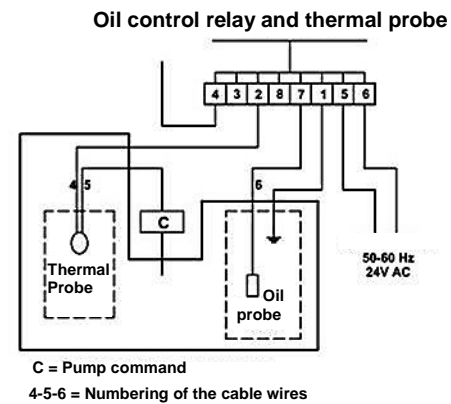 Oil control relay and thermal probe
4 3 2 8 7 1 5 6
4 5
6
C
50-60 Hz
24V AC
Thermal
Probe
Oil
probe
C = Pump command
4-5-6 = Numbering of the cable wires